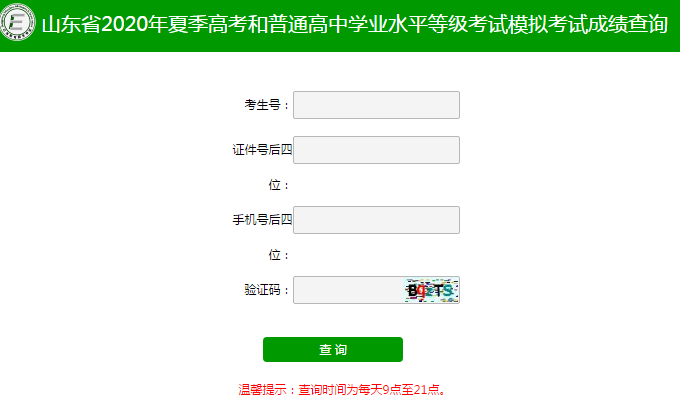 山东省2020年夏季高考和普通高中学业水平等级考试模拟考试成绩查询
考生号：
证件号后四
位：
手机号后四
位：
验证码：
BqzTS
查 询
温馨提示：查询时间为每天9点至21点。